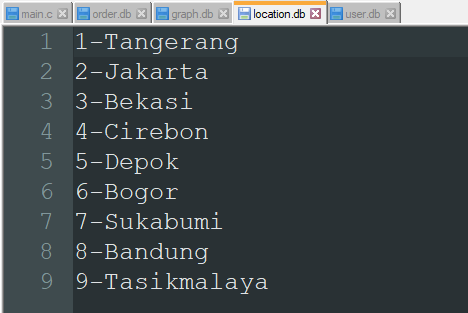 main.c order.db graph.db location.db user.db
1 1-Tangerang
2 2-Jakarta
3 3-Bekasi
4 4-Cirebon
5 5-Depok
6 6-Bogor
7 7-Sukabumi
8 8-Bandung
9 9-Tasikmalaya